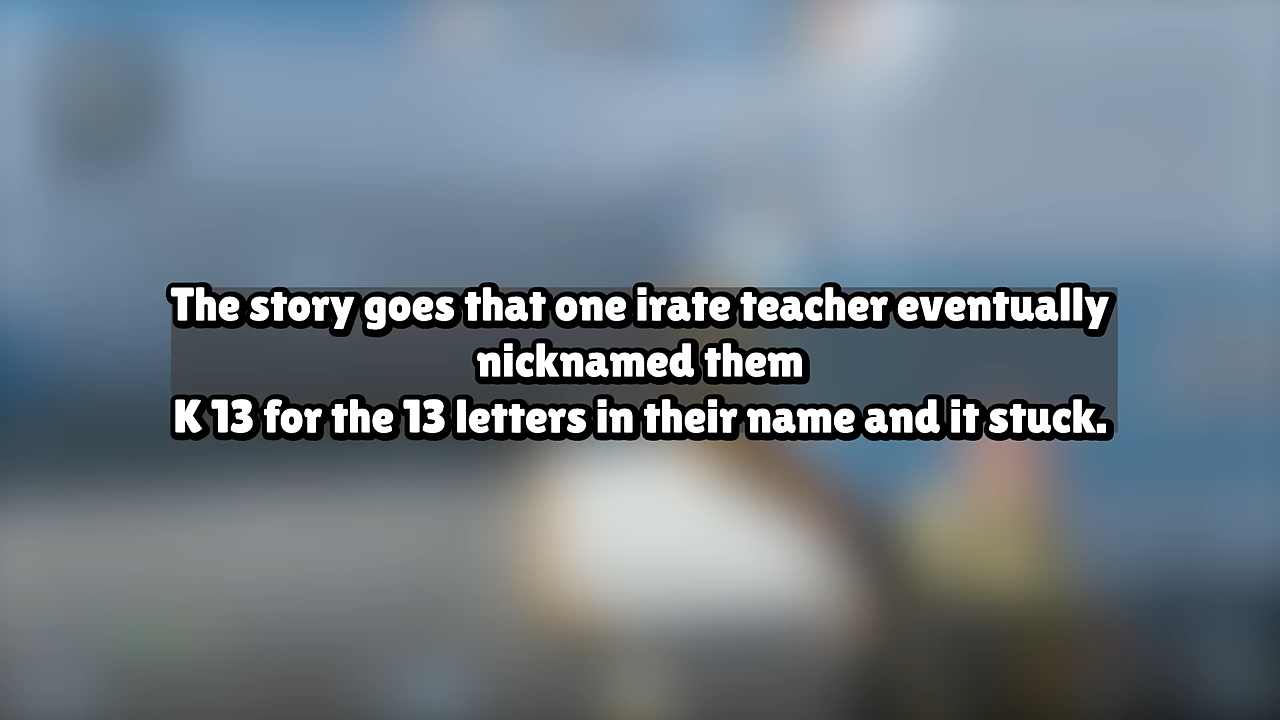 The story goes that one irate teacher eventually
nicknamed them
K 13 for the 13 letters in their name and it stuck.